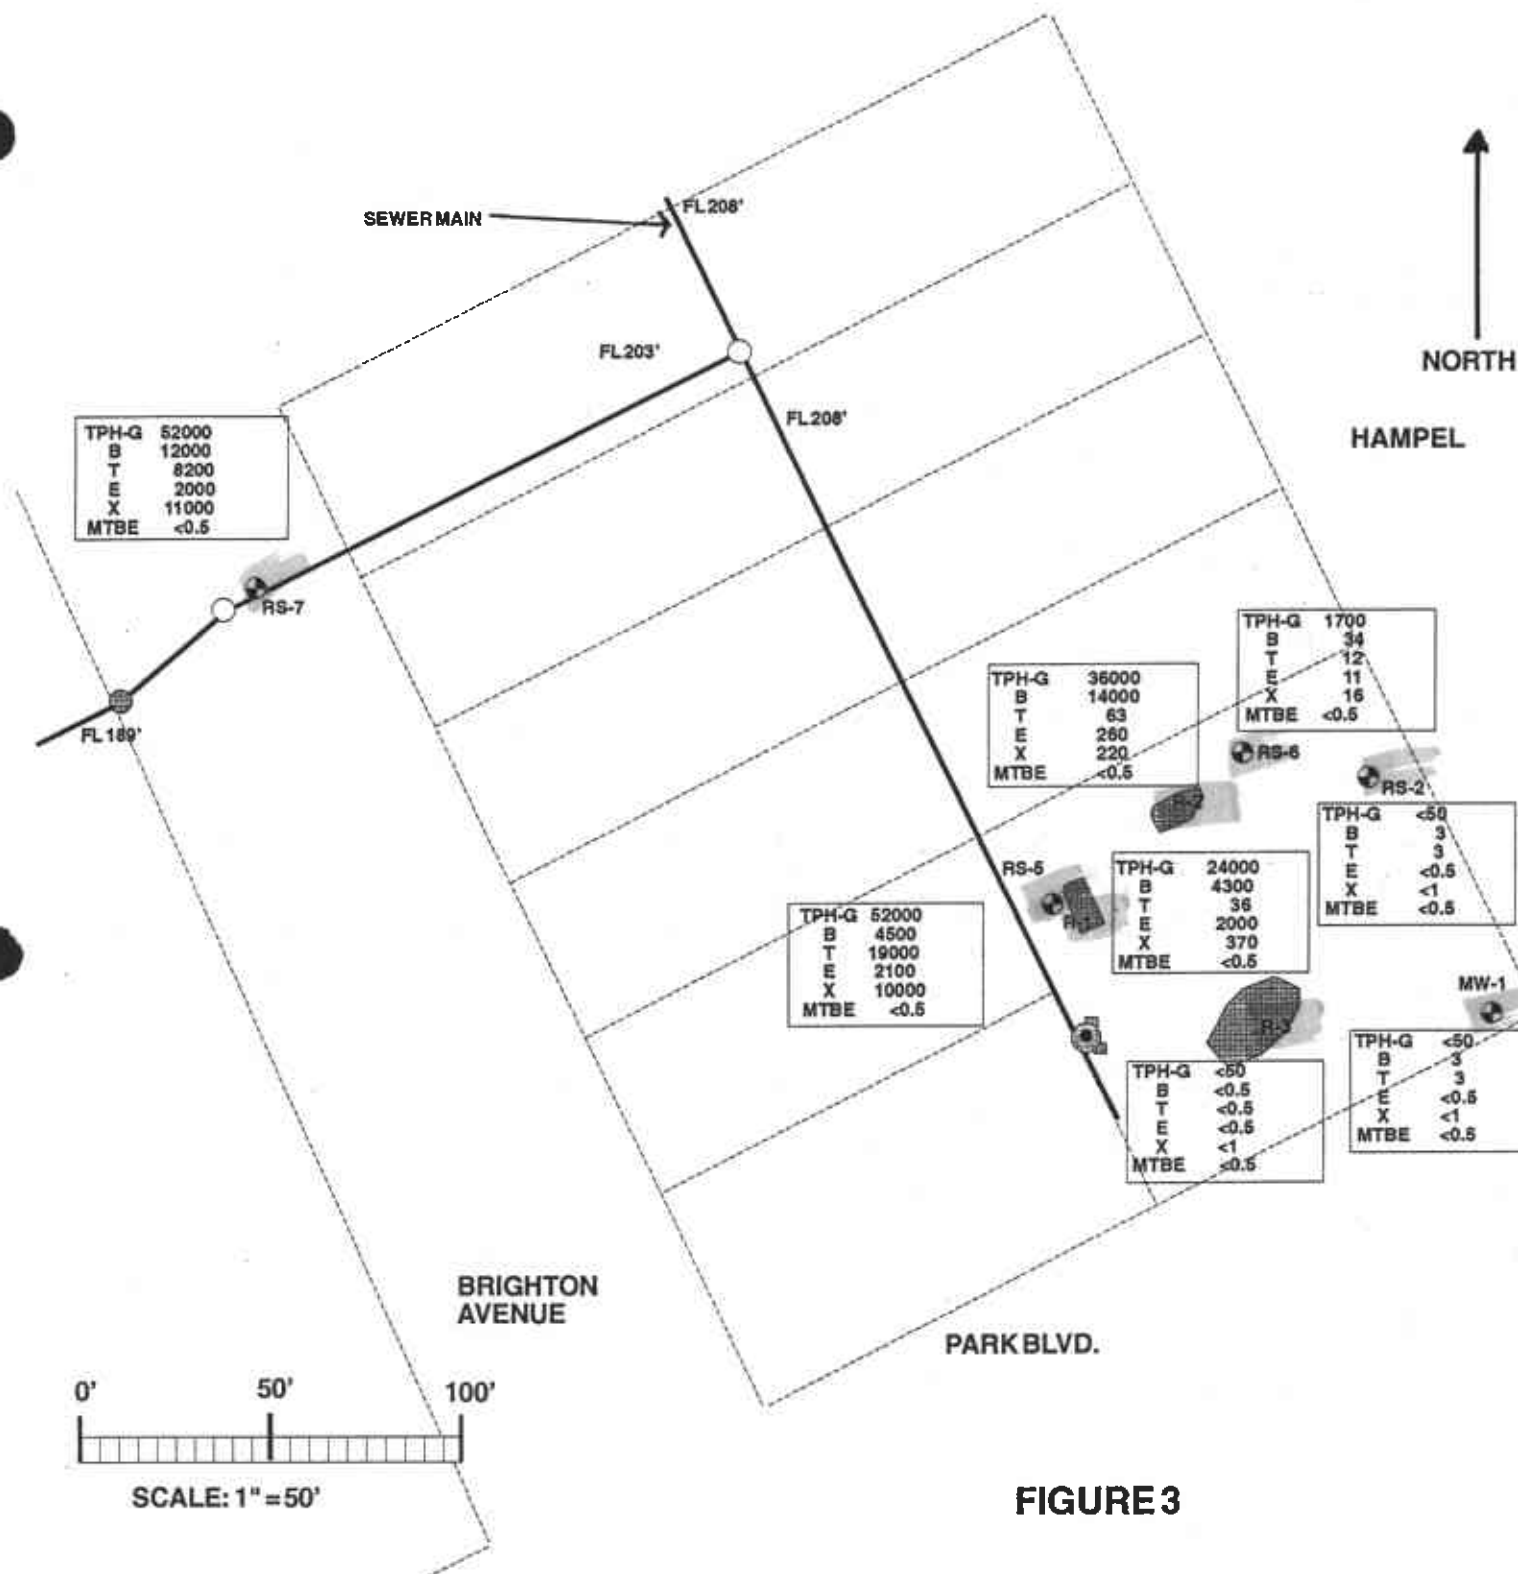 FL 208'
SEWER MAIN
FL 203'
NORTH
FL 208'
HAMPEL
TPH-G 52000
B 12000
T 8200
E 2000
X 11000
MTBE <0.5
RS-7
FL 189'
TPH-G 1700
B 34
T 12
E 11
X 16
MTBE <0.5
TPH-G 36000
B 14000
T 63
E 260
X 220
MTBE <0.5
RS-6
RS-2
R-2
TPH-G <50
B 3
T 3
E <0.5
X <1
MTBE <0.5
RS-5
R-1
TPH-G 24000
B 4300
T 36
E 2000
X 370
MTBE <0.5
TPH-G 52000
B 4500
T 19000
E 2100
X 10000
MTBE <0.5
MW-1
R-3
TPH-G <50
B 3
T 3
E <0.5
X <1
MTBE <0.5
TPH-G <50
B <0.5
T <0.5
E <0.5
X <1
MTBE <0.5
BRIGHTON
AVENUE
PARK BLVD.
0' 50' 100'
SCALE: 1" = 50'
FIGURE 3